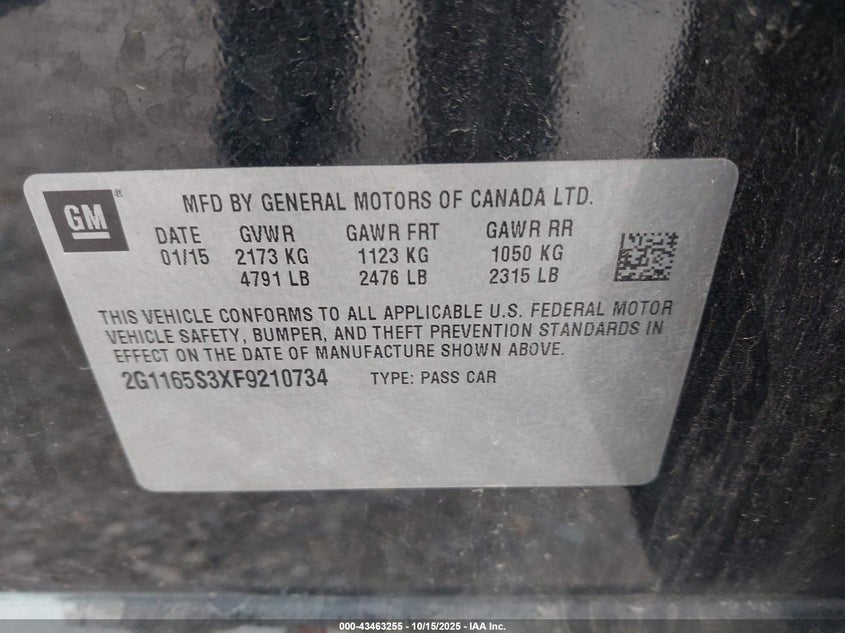 GM
MFD BY GENERAL MOTORS OF CANADA LTD.
DATE GVWR GAWR FRT GAWR RR
01/15 2173 KG 1123 KG 1050 KG
4791 LB 2476 LB 2315 LB
THIS VEHICLE CONFORMS TO ALL APPLICABLE U.S. FEDERAL MOTOR
VEHICLE SAFETY, BUMPER, AND THEFT PREVENTION STANDARDS IN
EFFECT ON THE DATE OF MANUFACTURE SHOWN ABOVE.
2G1165S3XF9210734 TYPE: PASS CAR
000-43463255 - 10/15/2025 - IAA Inc.